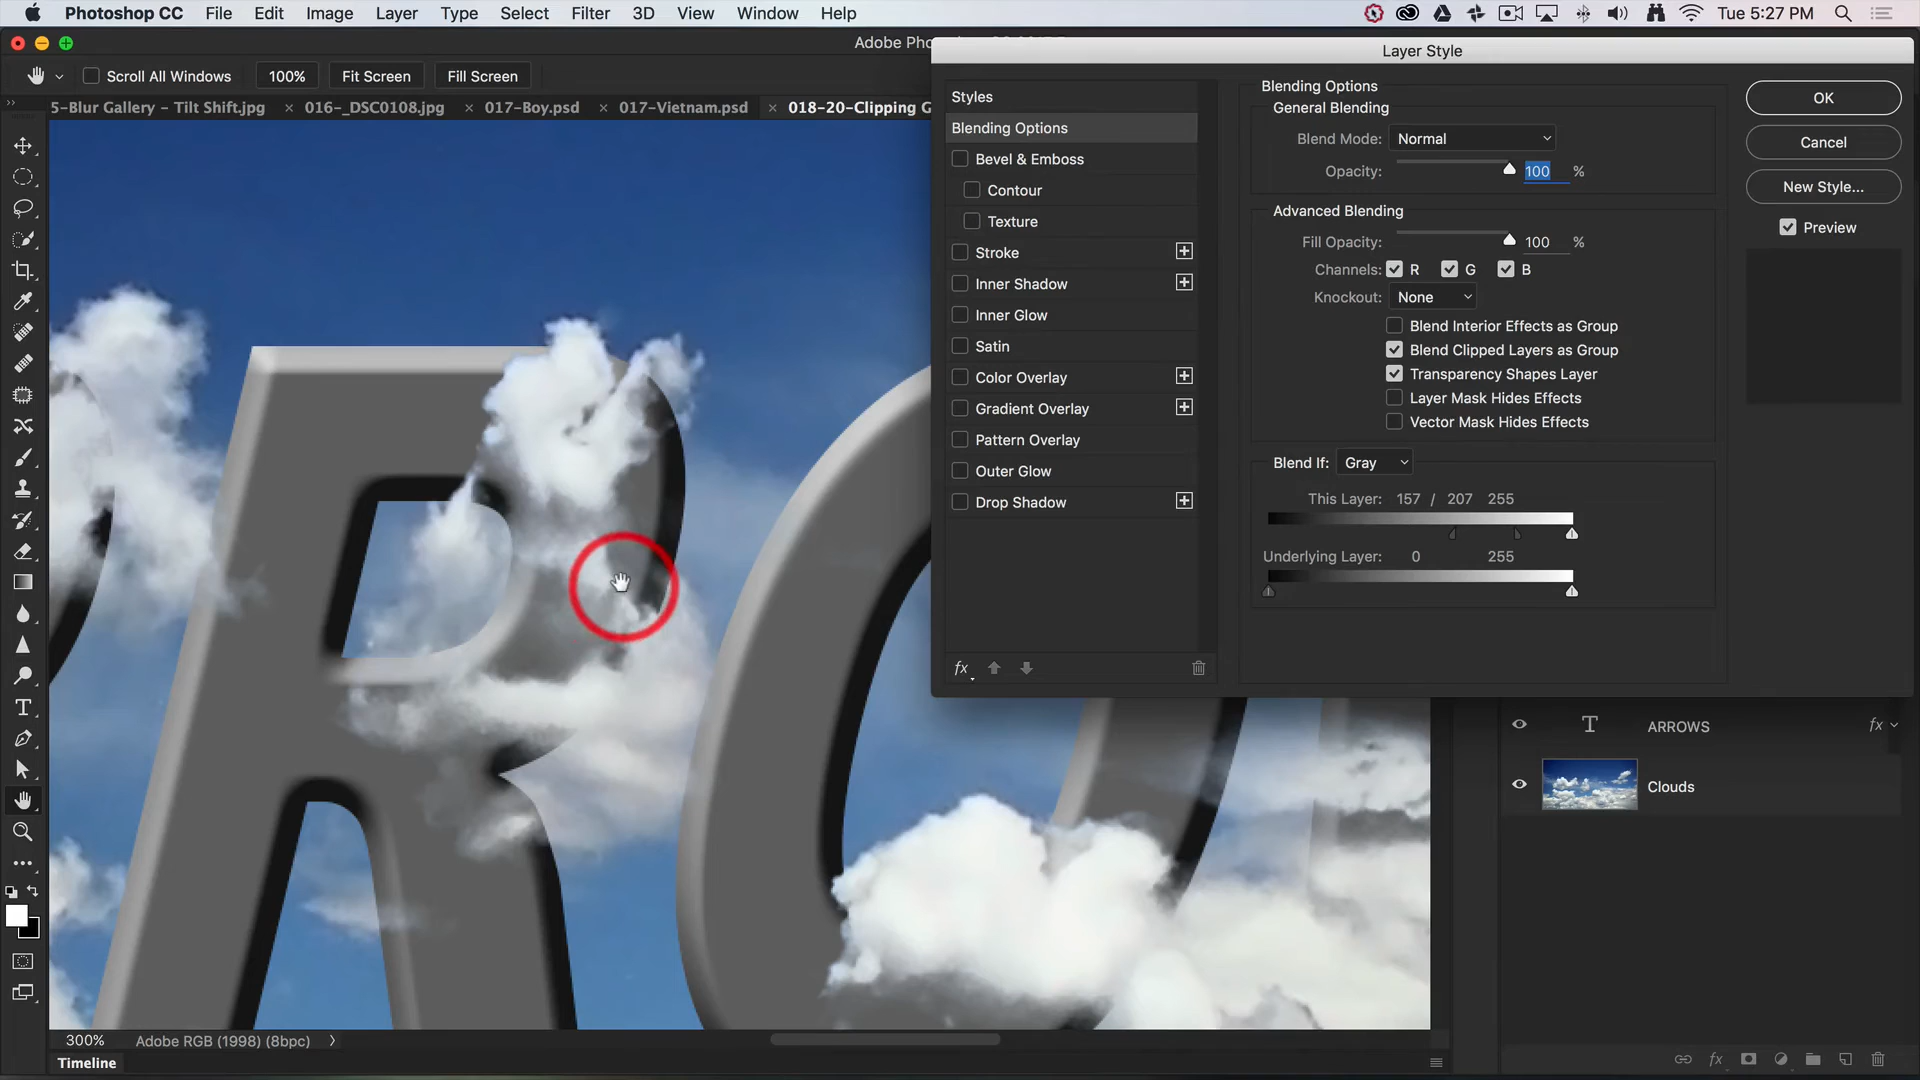 Photoshop CC File Edit Image Layer Type Select Filter 3D View Window Help Tue 5:27 PM
Layer Style
Scroll All Windows 100% Fit Screen Fill Screen
5-Blur Gallery - Tilt Shift.jpg × 016-_DSC0108.jpg × 017-Boy.psd × 017-Vietnam.psd × 018-20-Clipping G
Styles
Blending Options
Bevel & Emboss
Contour
Texture
Stroke
Inner Shadow
Inner Glow
Satin
Color Overlay
Gradient Overlay
Pattern Overlay
Outer Glow
Drop Shadow
fx
Blending Options
General Blending
Blend Mode: Normal
Opacity: 100 %
Advanced Blending
Fill Opacity: 100 %
Channels: R G B
Knockout: None
Blend Interior Effects as Group
Blend Clipped Layers as Group
Transparency Shapes Layer
Layer Mask Hides Effects
Vector Mask Hides Effects
Blend If: Gray
This Layer: 157 / 207 255
Underlying Layer: 0 255
OK
Cancel
New Style...
Preview
R
ARROWS fx
Clouds
300% Adobe RGB (1998) (8bpc)
Timeline
fx